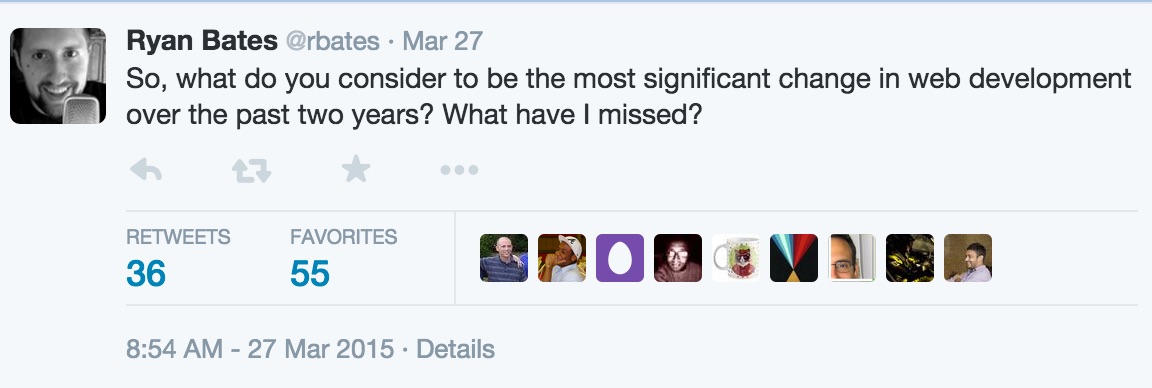 Ryan Bates @rbates · Mar 27
So, what do you consider to be the most significant change in web development
over the past two years? What have I missed?
RETWEETS FAVORITES
36 55
8:54 AM - 27 Mar 2015 · Details